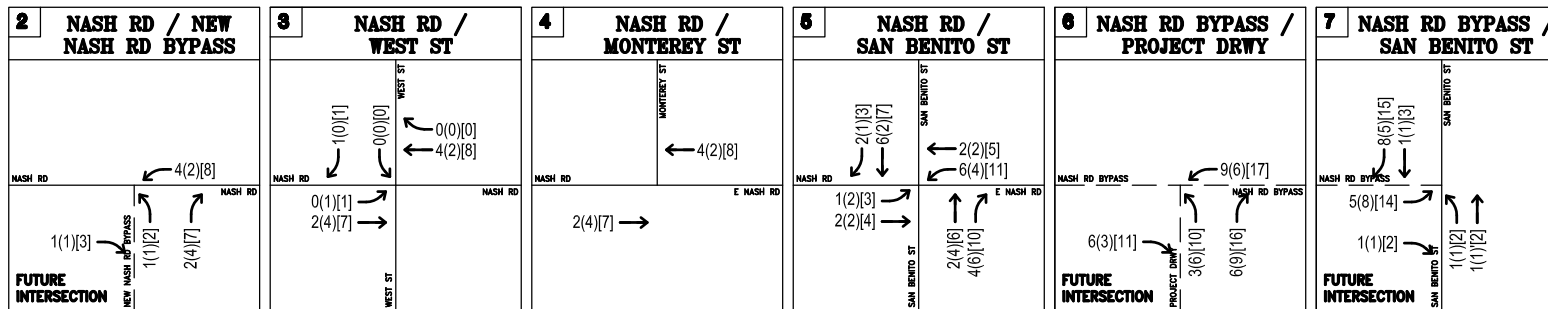 2
NASH RD / NEW
NASH RD BYPASS
4(2)[8]
NASH RD
NASH RD
1(1)[3]
NEW NASH RD BYPASS
1(1)[2]
2(4)[7]
FUTURE
INTERSECTION
3
NASH RD /
WEST ST
WEST ST
1(0)[1]
0(0)[0]
0(0)[0]
4(2)[8]
NASH RD
NASH RD
0(1)[1]
2(4)[7]
WEST ST
4
NASH RD /
MONTEREY ST
MONTEREY ST
4(2)[8]
NASH RD
E NASH RD
2(4)[7]
5
NASH RD /
SAN BENITO ST
SAN BENITO ST
2(1)[3]
6(2)[7]
2(2)[5]
6(4)[11]
NASH RD
E NASH RD
1(2)[3]
2(2)[4]
SAN BENITO ST
2(4)[6]
4(6)[10]
6
NASH RD BYPASS /
PROJECT DRWY
9(6)[17]
NASH RD BYPASS
NASH RD BYPASS
6(3)[11]
PROJECT DRWY
3(6)[10]
6(9)[16]
FUTURE
INTERSECTION
7
NASH RD BYPASS /
SAN BENITO ST
SAN BENITO ST
8(5)[15]
1(1)[3]
NASH RD BYPASS
5(8)[14]
1(1)[2]
SAN BENITO ST
1(1)[2]
1(1)'[2]
FUTURE
INTERSECTION